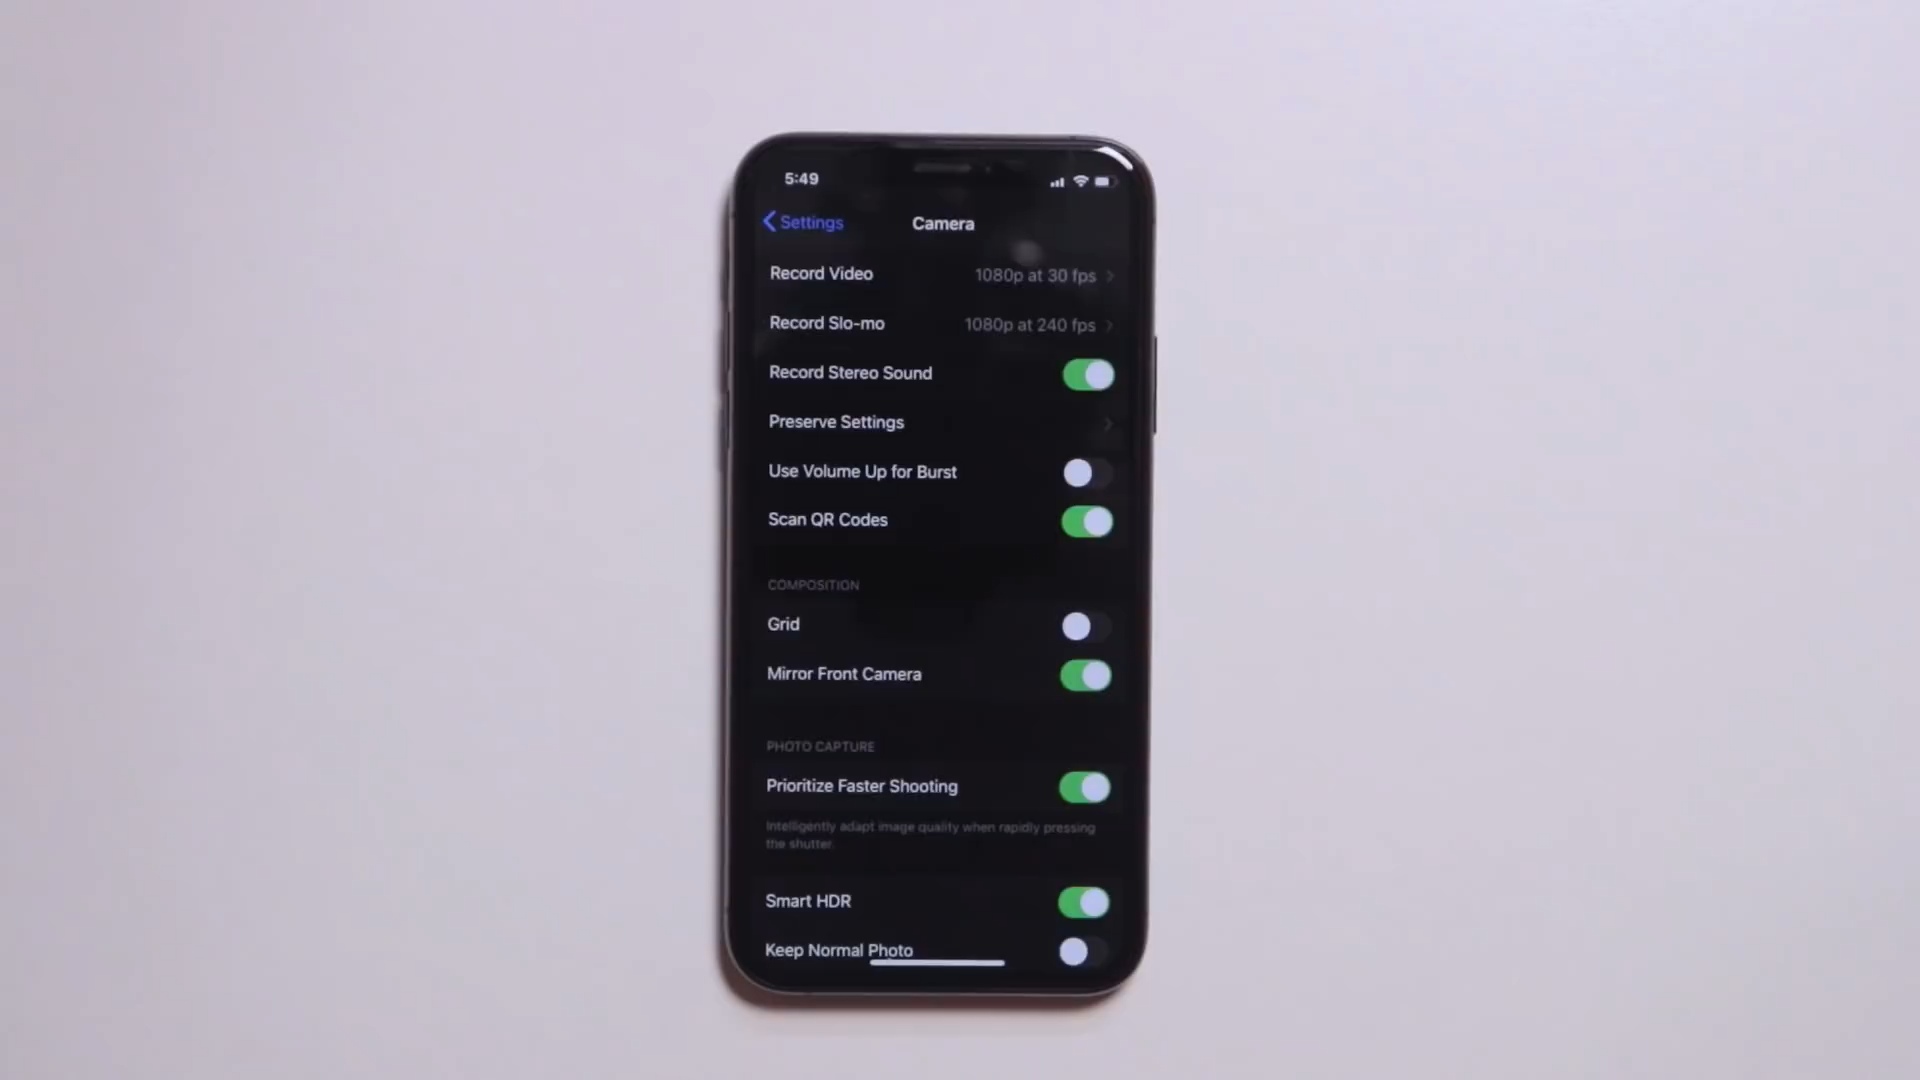 5:49
Settings
Camera
Record Video 1080p at 30 fps
Record Slo-mo 1080p at 240 fps
Record Stereo Sound
Preserve Settings
Use Volume Up for Burst
Scan QR Codes
COMPOSITION
Grid
Mirror Front Camera
PHOTO CAPTURE
Prioritize Faster Shooting
Intelligently adapt image quality when rapidly pressing
the shutter.
Smart HDR
Keep Normal Photo